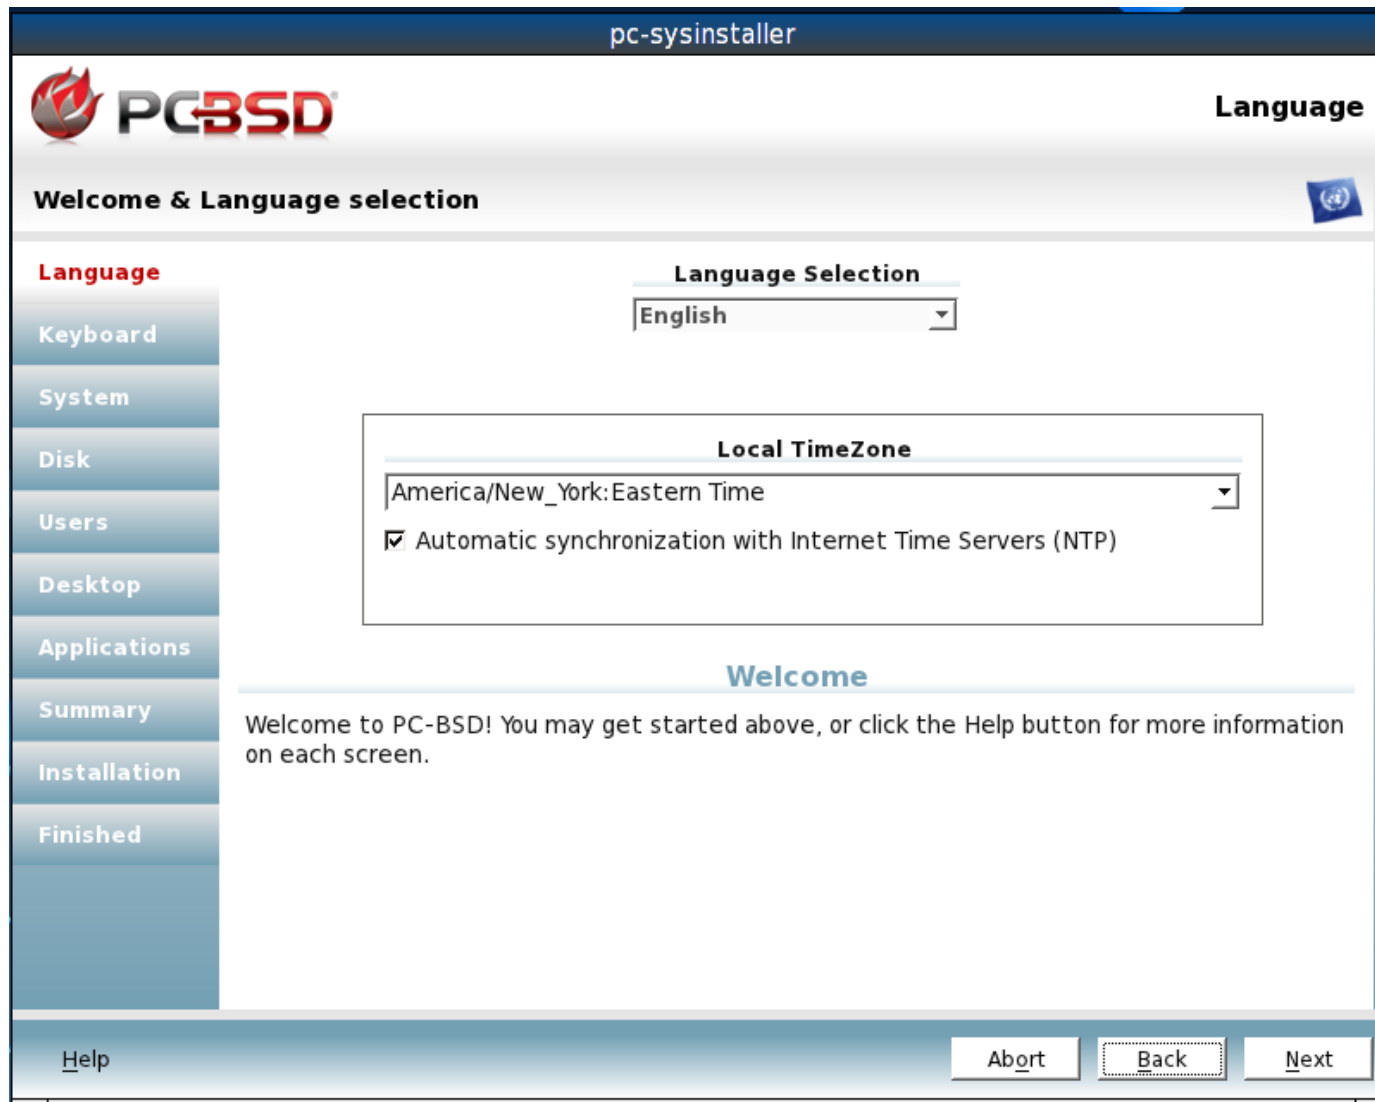 pc-sysinstaller
PCBSD
Language
Welcome & Language selection
Language
Keyboard
System
Disk
Users
Desktop
Applications
Summary
Installation
Finished
Language Selection
English
Local TimeZone
America/New_York:Eastern Time
Automatic synchronization with Internet Time Servers (NTP)
Welcome
Welcome to PC-BSD! You may get started above, or click the Help button for more information
on each screen.
Help
Abort
Back
Next